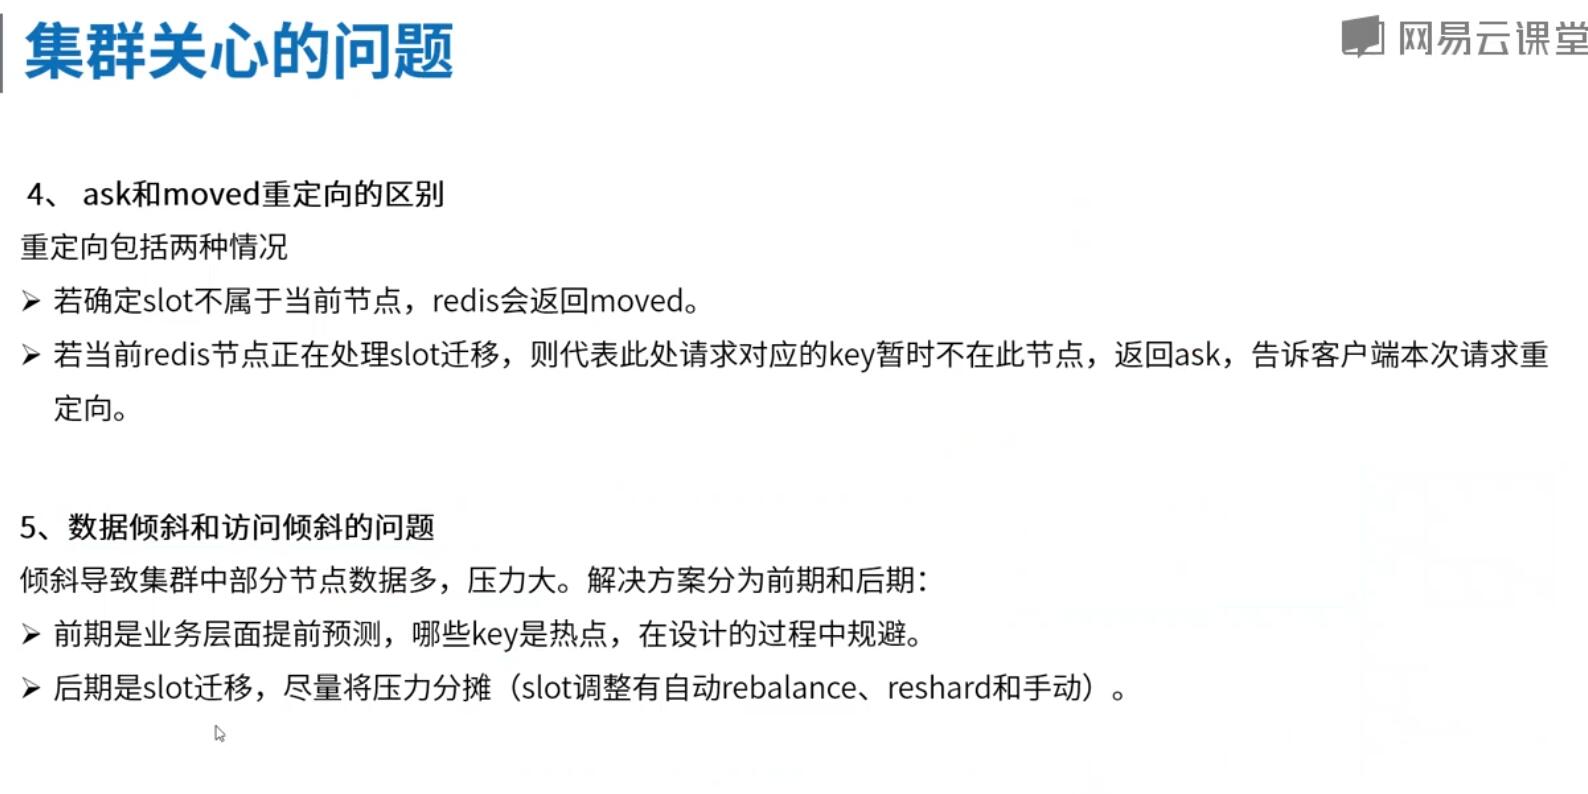 集群关心的问题
网易云课堂
4、 ask和moved重定向的区别
重定向包括两种情况
➢ 若确定slot不属于当前节点，redis会返回moved。
➢ 若当前redis节点正在处理slot迁移，则代表此处请求对应的key暂时不在此节点，返回ask，告诉客户端本次请求重
定向。
5、数据倾斜和访问倾斜的问题
倾斜导致集群中部分节点数据多，压力大。解决方案分为前期和后期：
➢ 前期是业务层面提前预测，哪些key是热点，在设计的过程中规避。
➢ 后期是slot迁移，尽量将压力分摊（slot调整有自动rebalance、reshard和手动）。